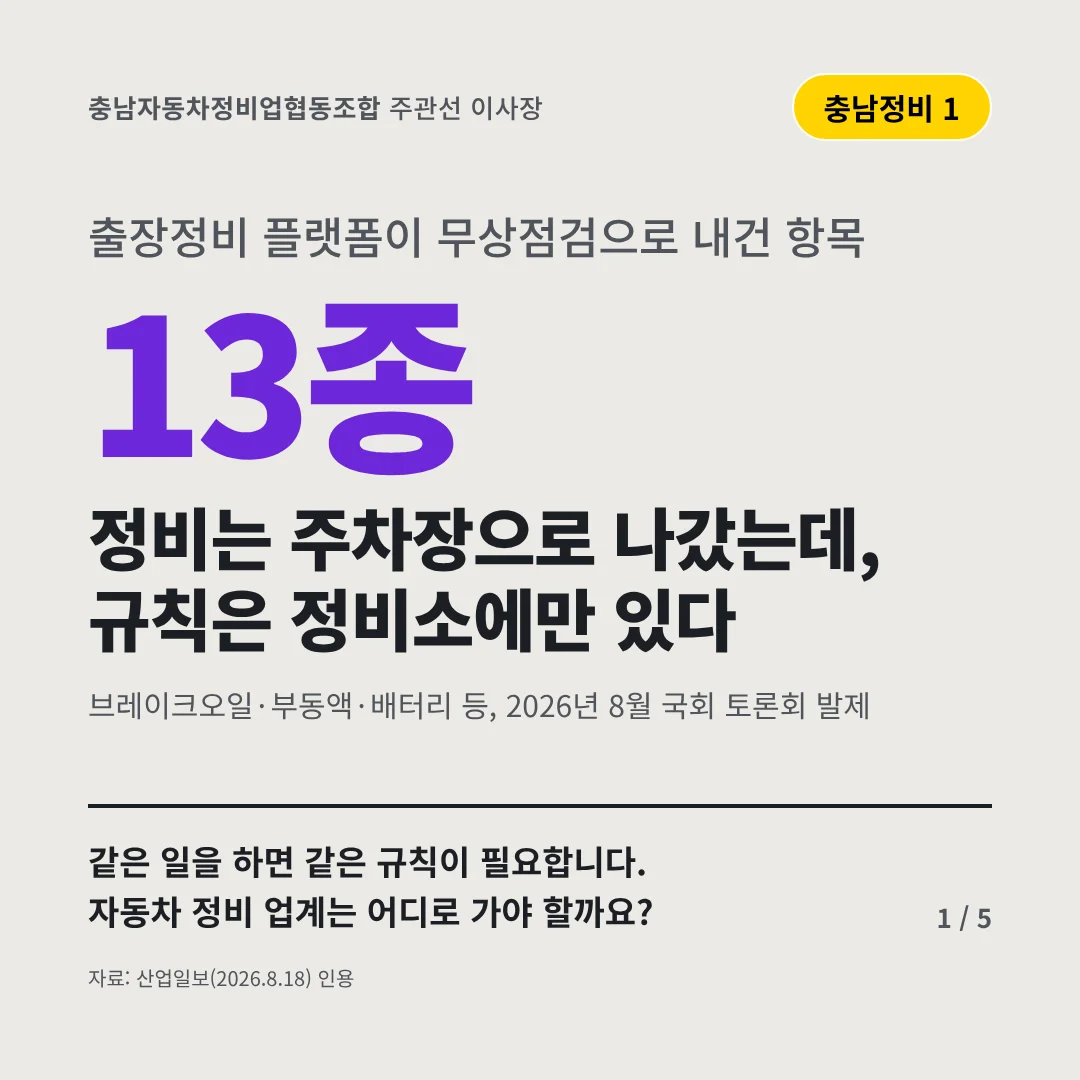 충남자동차정비업협동조합 주관선 이사장
충남정비 1
출장정비 플랫폼이 무상점검으로 내건 항목
13종
정비는 주차장으로 나갔는데,
규칙은 정비소에만 있다
브레이크오일·부동액·배터리 등, 2026년 8월 국회 토론회 발제
같은 일을 하면 같은 규칙이 필요합니다.
자동차 정비 업계는 어디로 가야 할까요?
1 / 5
자료: 산업일보(2026.8.18) 인용